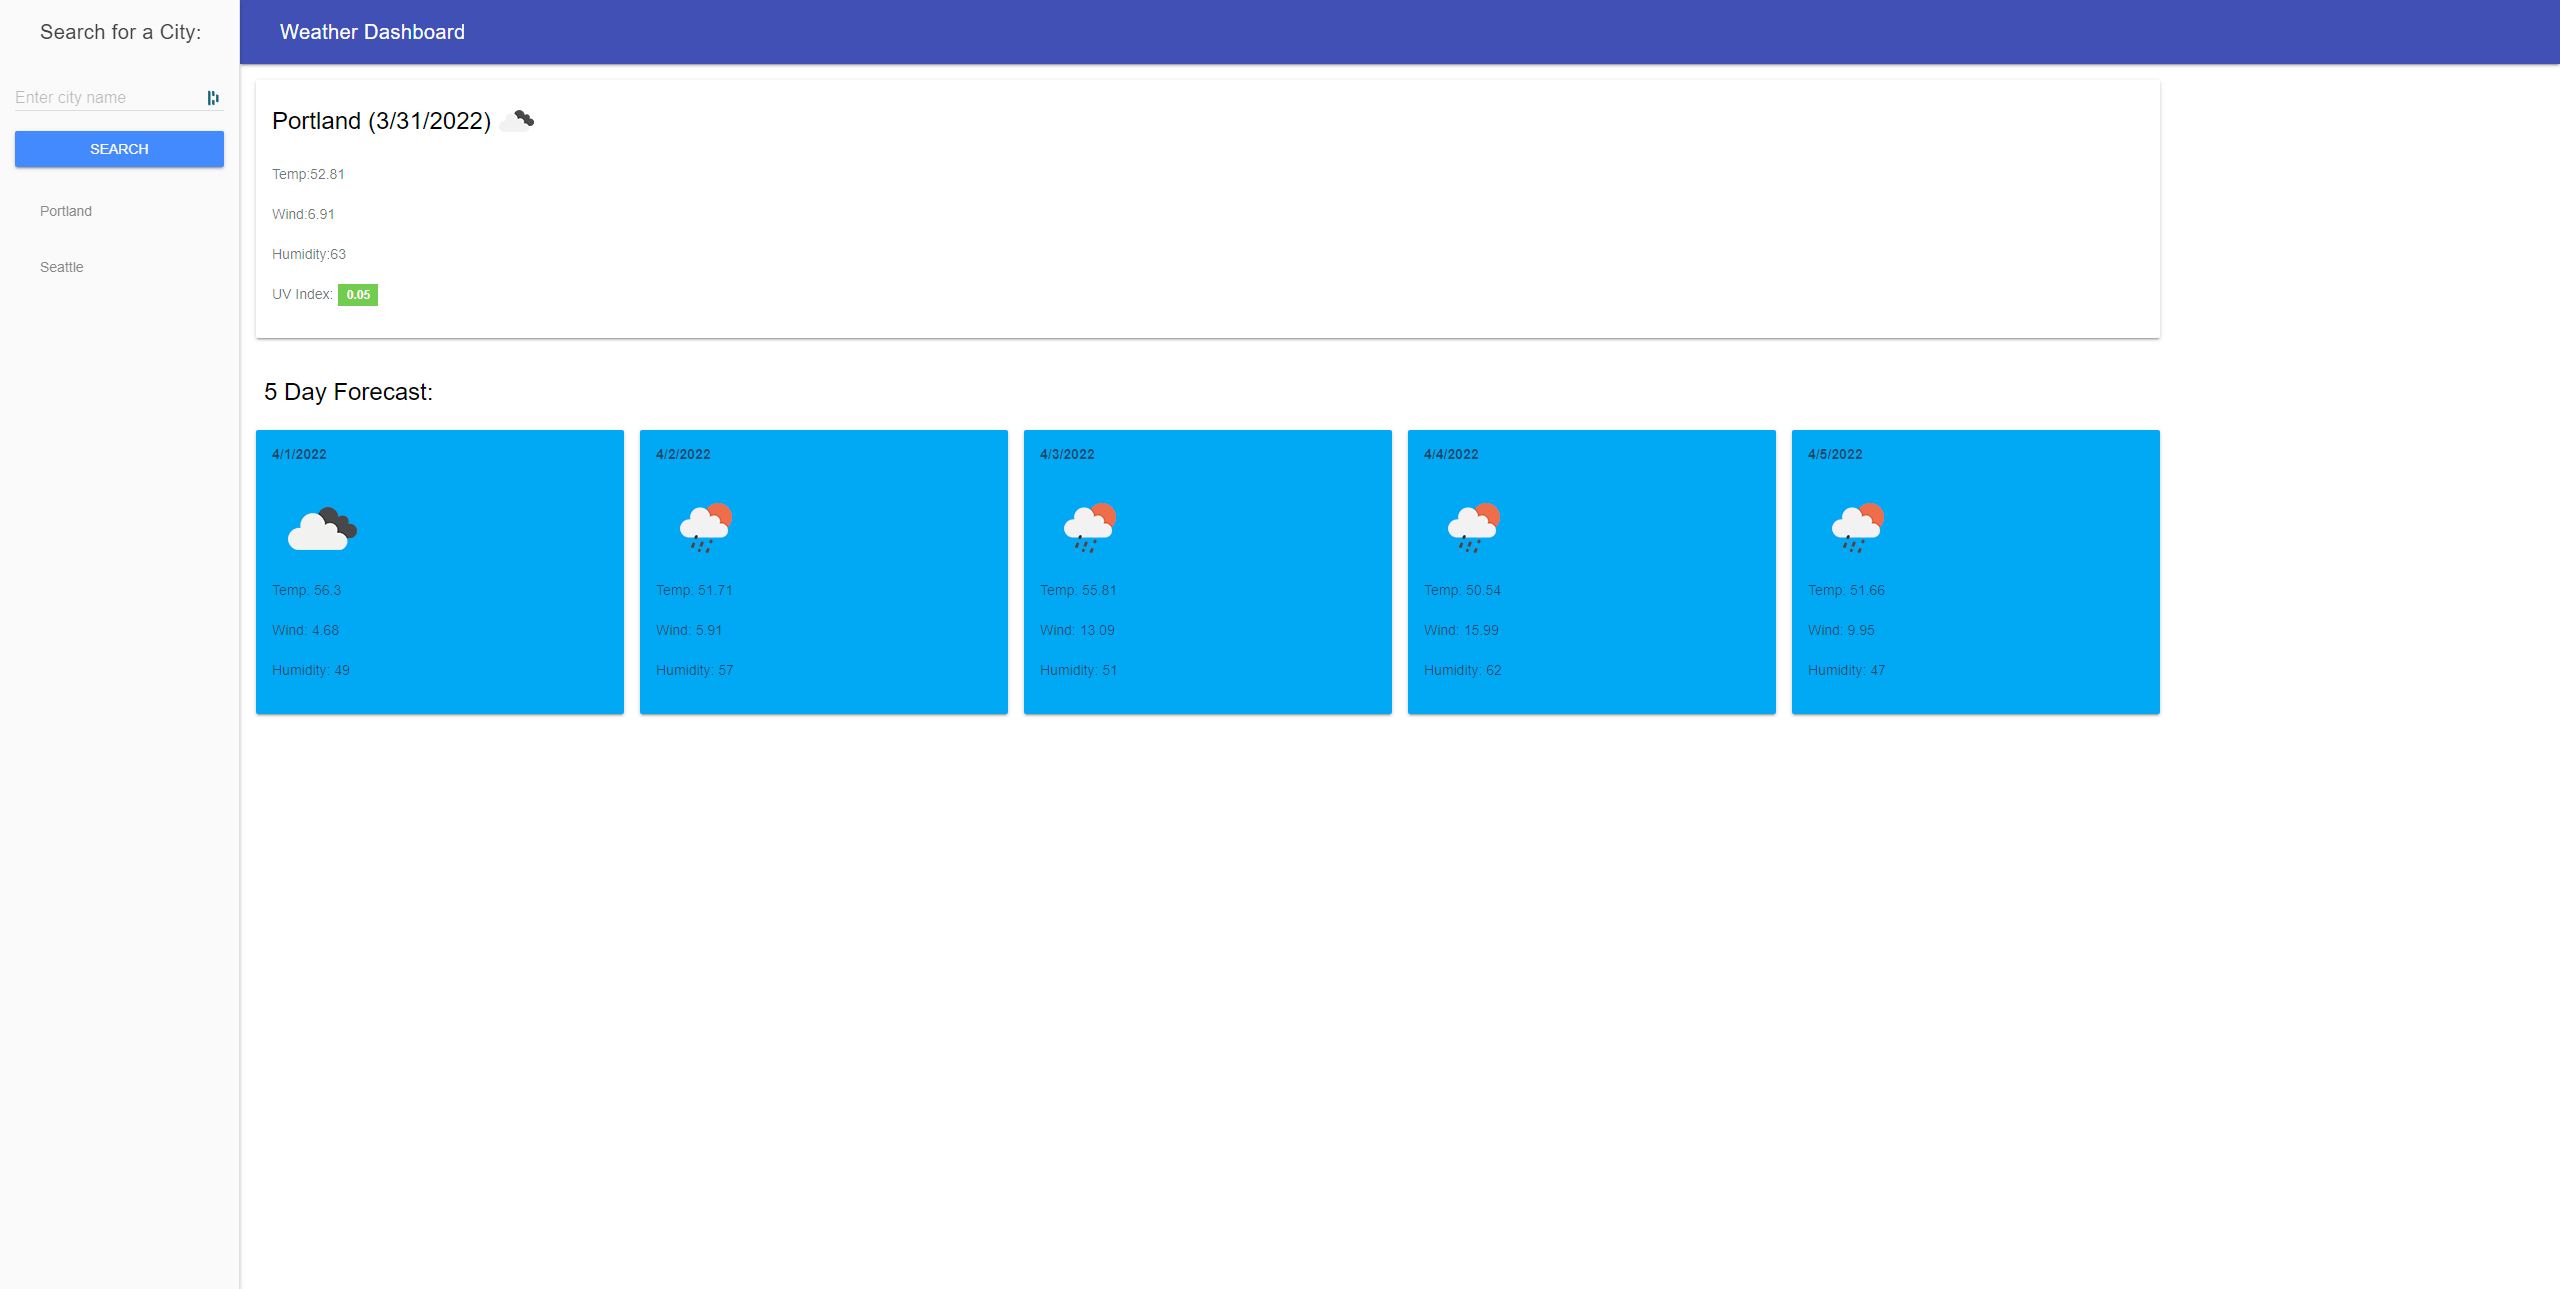 Search for a City:
Weather Dashboard
Enter city name
SEARCH
Portland
Seattle
Portland (3/31/2022)
Temp:52.81
Wind:6.91
Humidity:63
UV Index: 0.05
5 Day Forecast:
4/1/2022
Temp: 56.3
Wind: 4.68
Humidity: 49
4/2/2022
Temp: 51.71
Wind: 5.91
Humidity: 57
4/3/2022
Temp: 55.81
Wind: 13.09
Humidity: 51
4/4/2022
Temp: 50.54
Wind: 15.99
Humidity: 62
4/5/2022
Temp: 51.66
Wind: 9.95
Humidity: 47